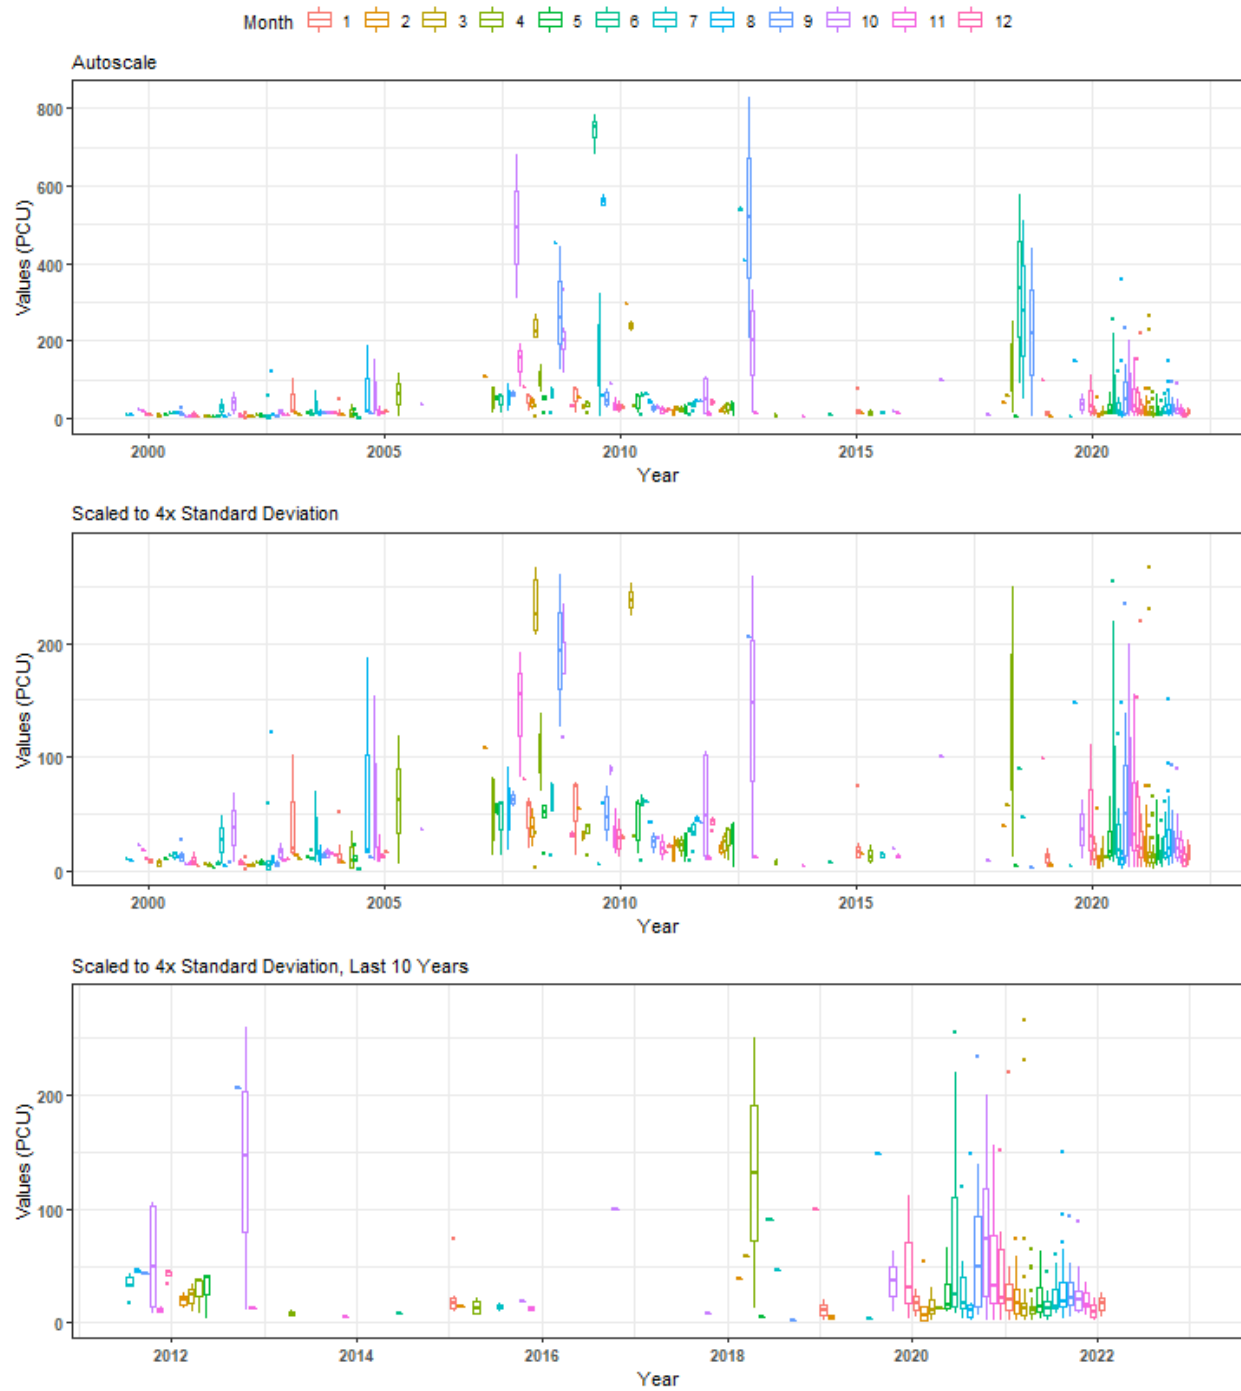 Month 1 2 3 4 5 6 7 8 9 10 11 12
Autoscale
Values (PCU)
800
600
400
200
0
2000 2005 2010 2015 2020
Year
Scaled to 4x Standard Deviation
Values (PCU)
200
100
0
2000 2005 2010 2015 2020
Year
Scaled to 4x Standard Deviation, Last 10 Years
Values (PCU)
200
100
0
2012 2014 2016 2018 2020 2022
Year